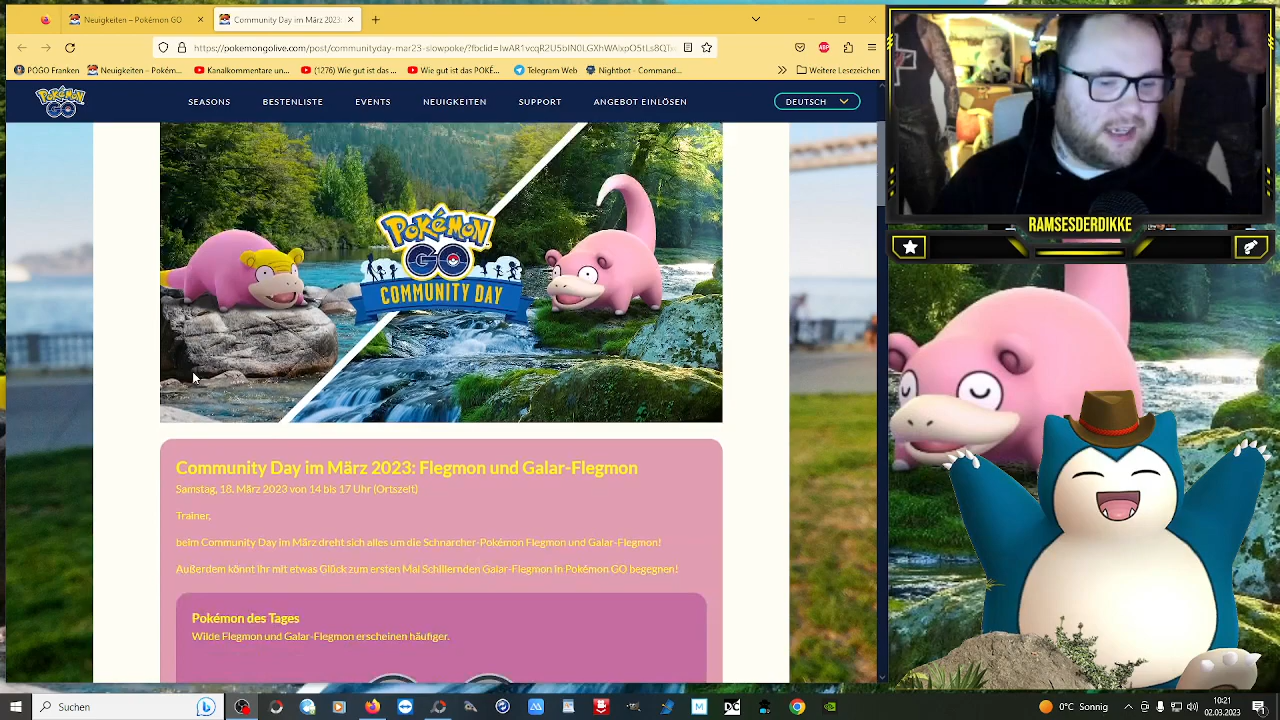 Neuigkeiten – Pokémon GO
Community Day im März 2023:
https://pokemongolive.com/post/communityday-mar23-slowpoke/?fbclid=
POGO Franken
Neuigkeiten – Pokém...
Kanalkommentare un...
(1276) Wie gut ist das ...
Wie gut ist das POKÉ...
Telegram Web
Nightbot - Command...
Weitere Lesezeichen
Pokémon GO
SEASONS
BESTENLISTE
EVENTS
NEUIGKEITEN
SUPPORT
ANGEBOT EINLÖSEN
DEUTSCH
Pokémon
GO
COMMUNITY DAY
Community Day im März 2023: Flegmon und Galar-Flegmon
Samstag, 18. März 2023 von 14 bis 17 Uhr (Ortszeit)
Trainer,
beim Community Day im März dreht sich alles um die Schnarcher-Pokémon Flegmon und Galar-Flegmon!
Außerdem könnt ihr mit etwas Glück zum ersten Mal Schillernden Galar-Flegmon in Pokémon GO begegnen!
Pokémon des Tages
Wilde Flegmon und Galar-Flegmon erscheinen häufiger.
RAMSESDERDIKKE
Suchen
0°C Sonnig
10:21
02.03.2023